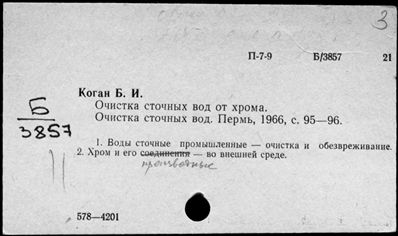 3
П-7-9 Б/3857 21
Коган Б. И.
Очистка сточных вод от хрома.
Очистка сточных вод. Пермь, 1966, с. 95—96.
Б
3857
1. Воды сточные промышленные — очистка и обезвреживание.
2. Хром и его соединения — во внешней среде.
производные
578—4201